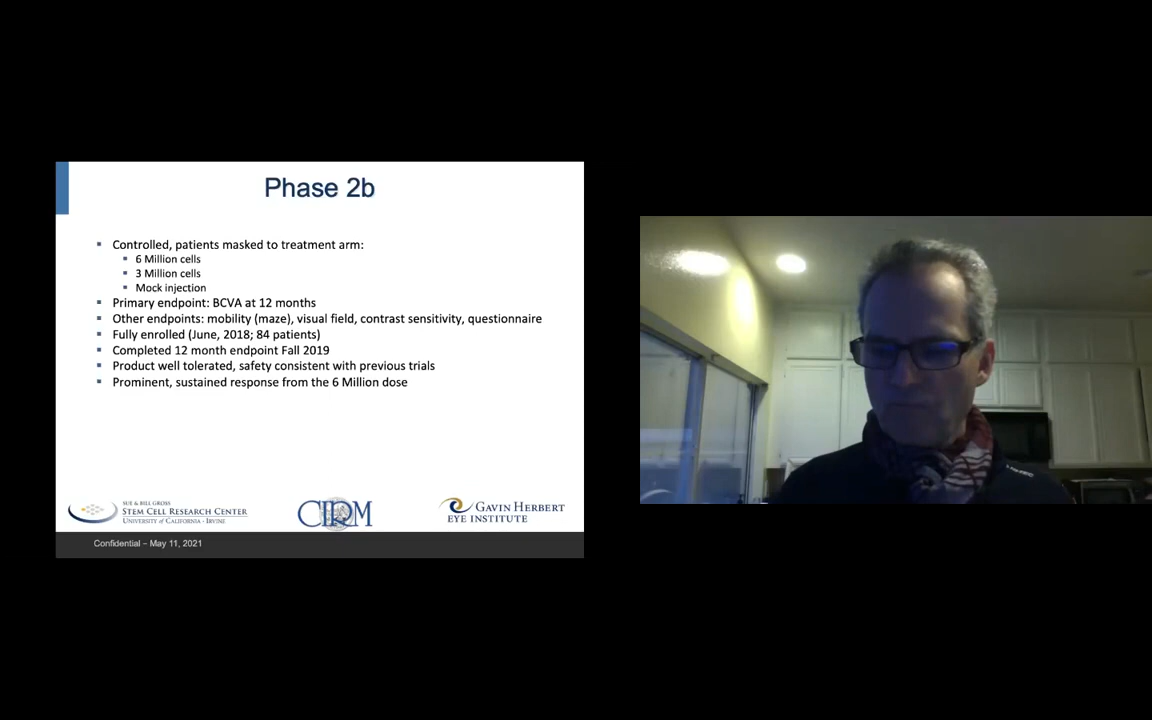 Phase 2b
Controlled, patients masked to treatment arm:
6 Million cells
3 Million cells
Mock injection
Primary endpoint: BCVA at 12 months
Other endpoints: mobility (maze), visual field, contrast sensitivity, questionnaire
Fully enrolled (June, 2018; 84 patients)
Completed 12 month endpoint Fall 2019
Product well tolerated, safety consistent with previous trials
Prominent, sustained response from the 6 Million dose
SUE & BILL GROSS
STEM CELL RESEARCH CENTER
UNIVERSITY OF CALIFORNIA - IRVINE
CIRM
GAVIN HERBERT
EYE INSTITUTE
Confidential – May 11, 2021